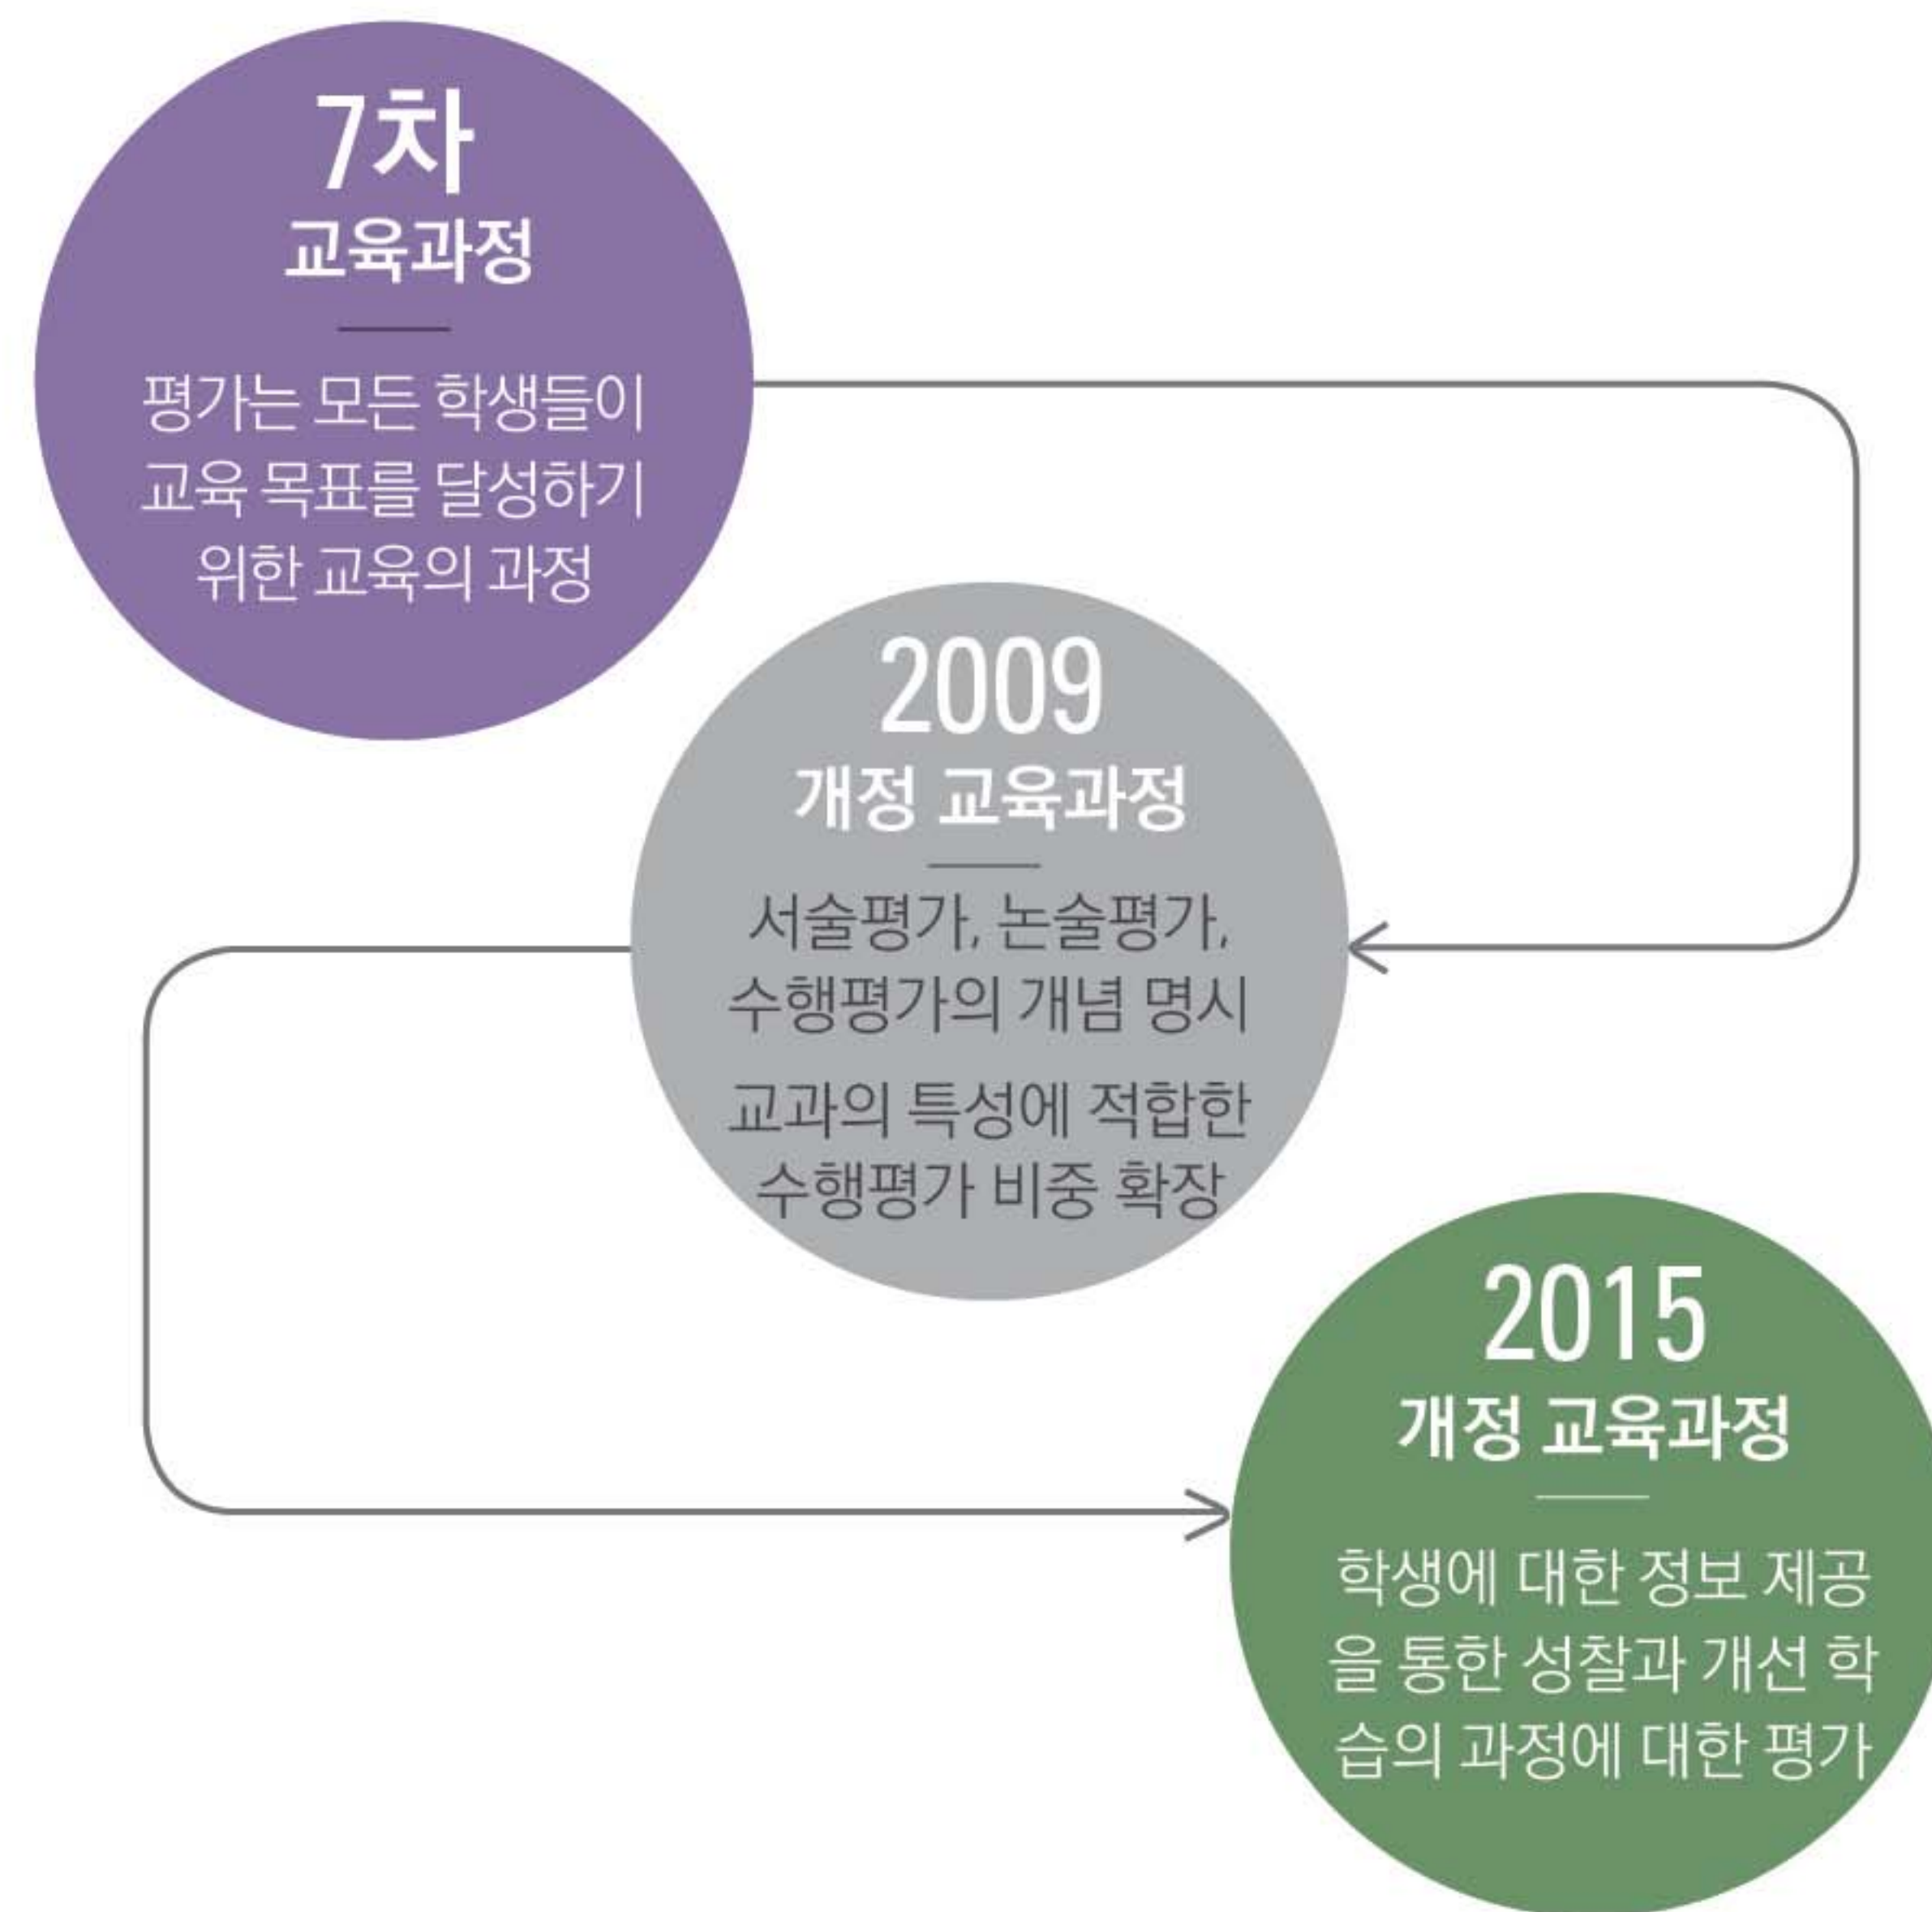 7차
교육과정
평가는 모든 학생들이
교육 목표를 달성하기
위한 교육의 과정
2009
개정 교육과정
서술평가, 논술평가,
수행평가의 개념 명시
교과의 특성에 적합한
수행평가 비중 확장
2015
개정 교육과정
학생에 대한 정보 제공
을 통한 성찰과 개선 학
습의 과정에 대한 평가